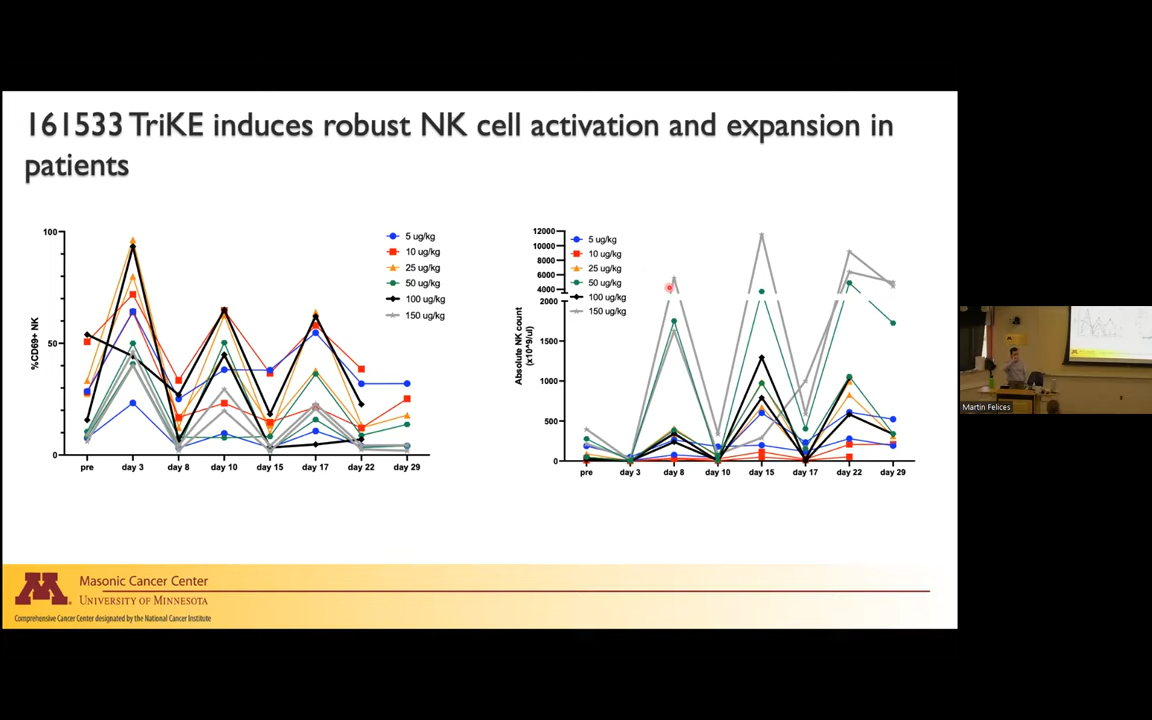 161533 TriKE induces robust NK cell activation and expansion in
patients
%CD69+ NK
100
50
0
pre day 3 day 8 day 10 day 15 day 17 day 22 day 29
5 ug/kg
10 ug/kg
25 ug/kg
50 ug/kg
100 ug/kg
150 ug/kg
Absolute NK count
(x10^9/ul)
12000
10000
8000
6000
4000
2000
1500
1000
500
0
pre day 3 day 8 day 10 day 15 day 17 day 22 day 29
5 ug/kg
10 ug/kg
25 ug/kg
50 ug/kg
100 ug/kg
150 ug/kg
Martin Felices
M
Masonic Cancer Center
UNIVERSITY OF MINNESOTA
Comprehensive Cancer Center designated by the National Cancer Institute